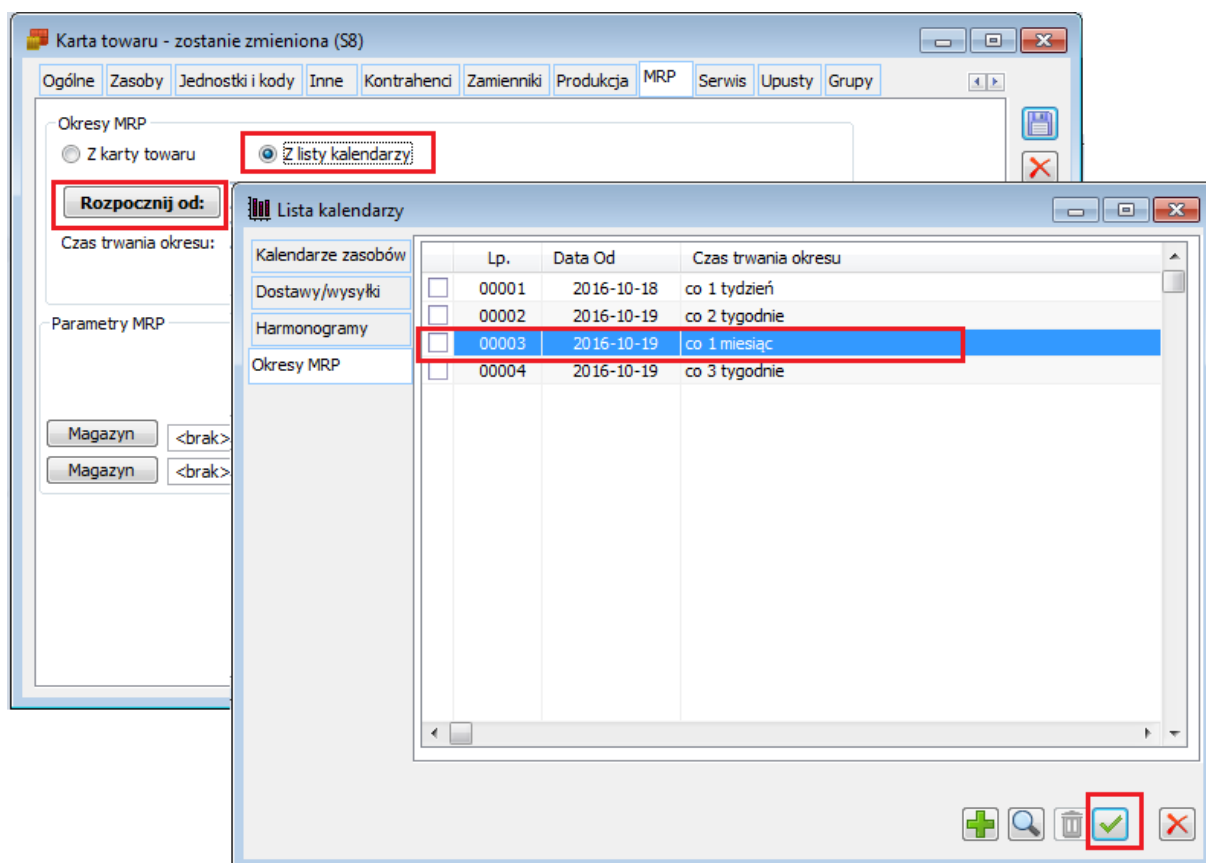 Karta towaru - zostanie zmieniona (S8)
Ogólne Zasoby Jednostki i kody Inne Kontrahenci Zamienniki Produkcja MRP Serwis Upusty Grupy
Okresy MRP
Z karty towaru Z listy kalendarzy
Rozpocznij od:
Czas trwania okresu:
Parametry MRP
Magazyn <brak>
Magazyn <brak>
Lista kalendarzy
Kalendarze zasobów
Dostawy/wysyłki
Harmonogramy
Okresy MRP
Lp. Data Od Czas trwania okresu
00001 2016-10-18 co 1 tydzień
00002 2016-10-19 co 2 tygodnie
00003 2016-10-19 co 1 miesiąc
00004 2016-10-19 co 3 tygodnie